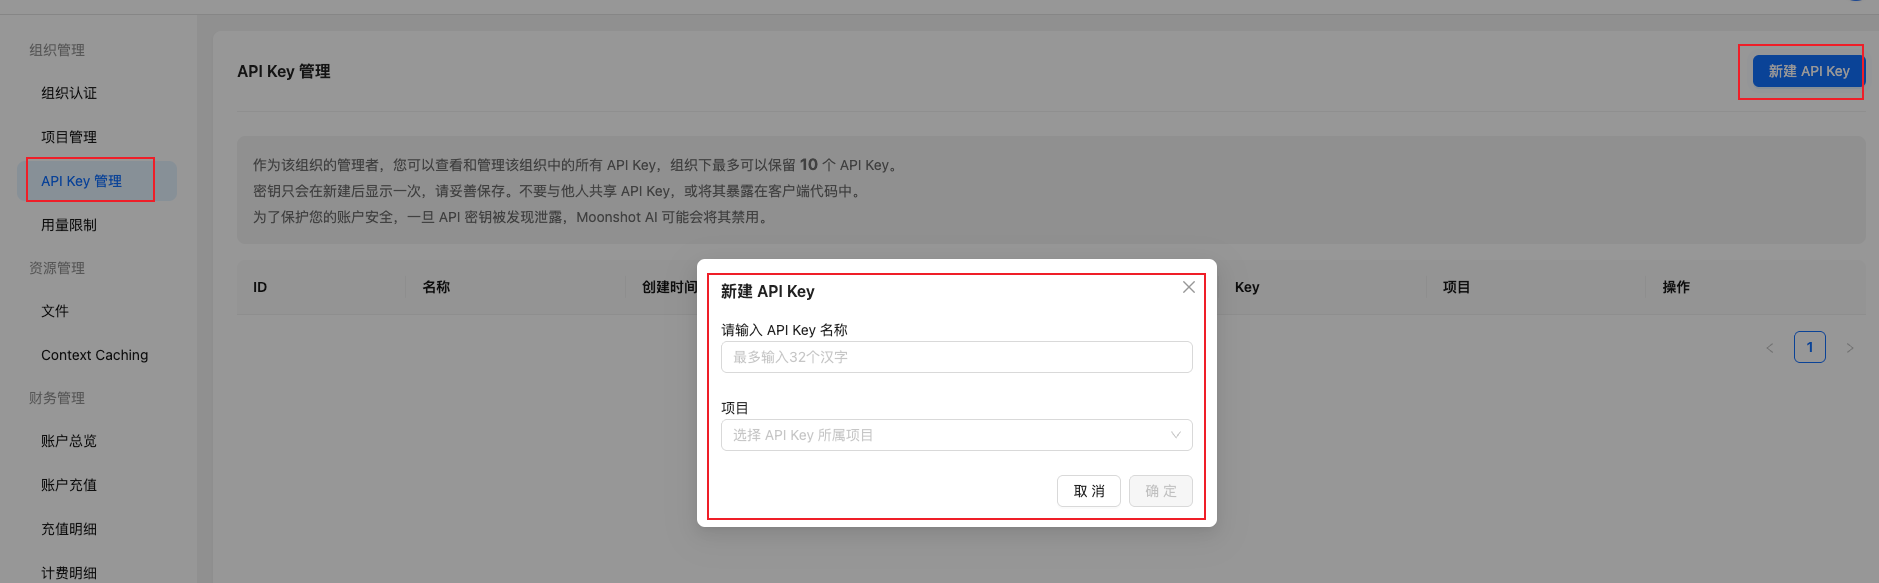 组织管理
组织认证
项目管理
API Key 管理
用量限制
资源管理
文件
Context Caching
财务管理
账户总览
账户充值
充值明细
计费明细
API Key 管理
新建 API Key
作为该组织的管理者，您可以查看和管理该组织中的所有 API Key，组织下最多可以保留 10 个 API Key。
密钥只会在新建后显示一次，请妥善保存。不要与他人共享 API Key，或将其暴露在客户端代码中。
为了保护您的账户安全，一旦 API 密钥被发现泄露，Moonshot AI 可能会将其禁用。
ID 名称 创建时间 Key 项目 操作
1
新建 API Key
请输入 API Key 名称
最多输入32个汉字
项目
选择 API Key 所属项目
取 消 确 定